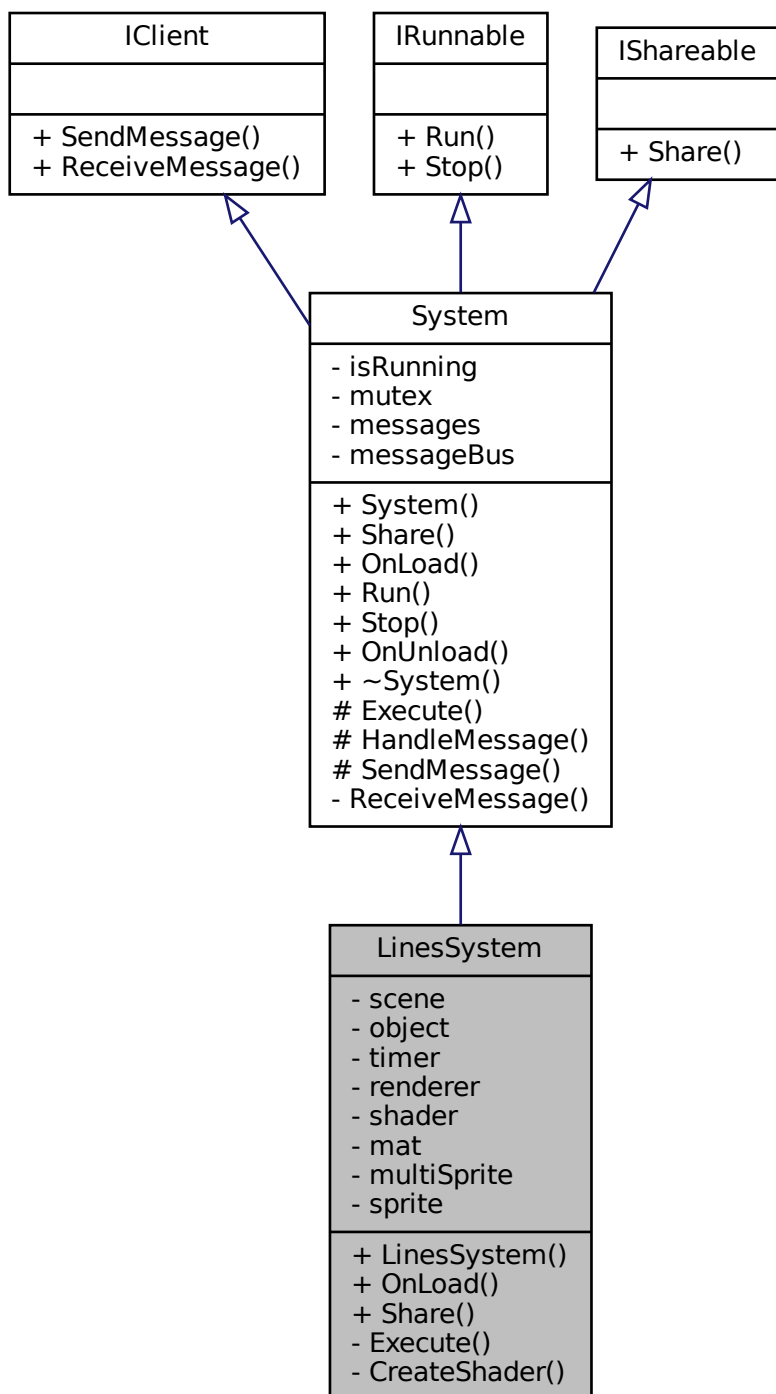 IClient
+ SendMessage()
+ ReceiveMessage()
IRunnable
+ Run()
+ Stop()
IShareable
+ Share()
System
- isRunning
- mutex
- messages
- messageBus
+ System()
+ Share()
+ OnLoad()
+ Run()
+ Stop()
+ OnUnload()
+ ~System()
# Execute()
# HandleMessage()
# SendMessage()
- ReceiveMessage()
LinesSystem
- scene
- object
- timer
- renderer
- shader
- mat
- multiSprite
- sprite
+ LinesSystem()
+ OnLoad()
+ Share()
- Execute()
- CreateShader()